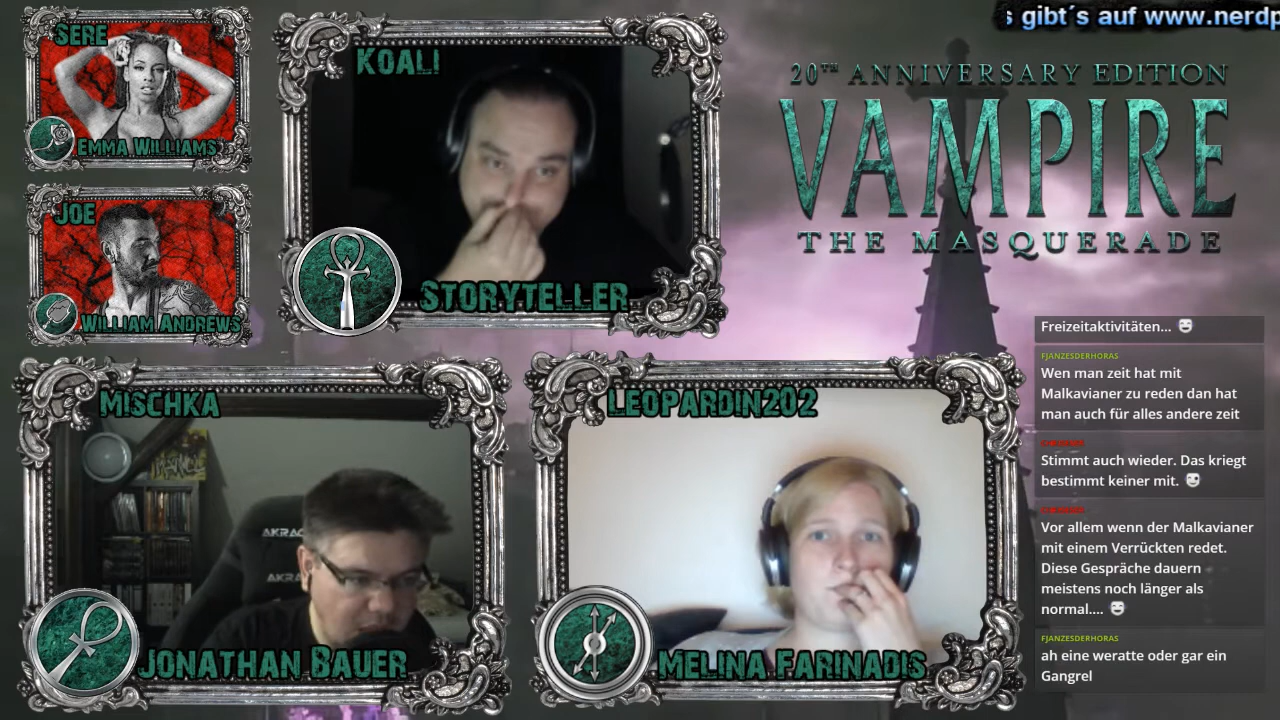 s gibt´s auf www.nerdp
SERE
EMMA WILLIAMS
JOE
WILLIAM ANDREWS
KOALI
STORYTELLER
20TH ANNIVERSARY EDITION
VAMPIRE
THE MASQUERADE
MISCHKA
AKRAC
AKRA
JONATHAN BAUER
LEOPARDIN202
MELINA FARINADIS
Freizeitaktivitäten...
FJANZESDERHORAS
Wen man zeit hat mit
Malkavianer zu reden dan hat
man auch für alles andere zeit
Stimmt auch wieder. Das kriegt
bestimmt keiner mit.
Vor allem wenn der Malkavianer
mit einem Verrückten redet.
Diese Gespräche dauern
meistens noch länger als
normal....
FJANZESDERHORAS
ah eine weratte oder gar ein
Gangrel